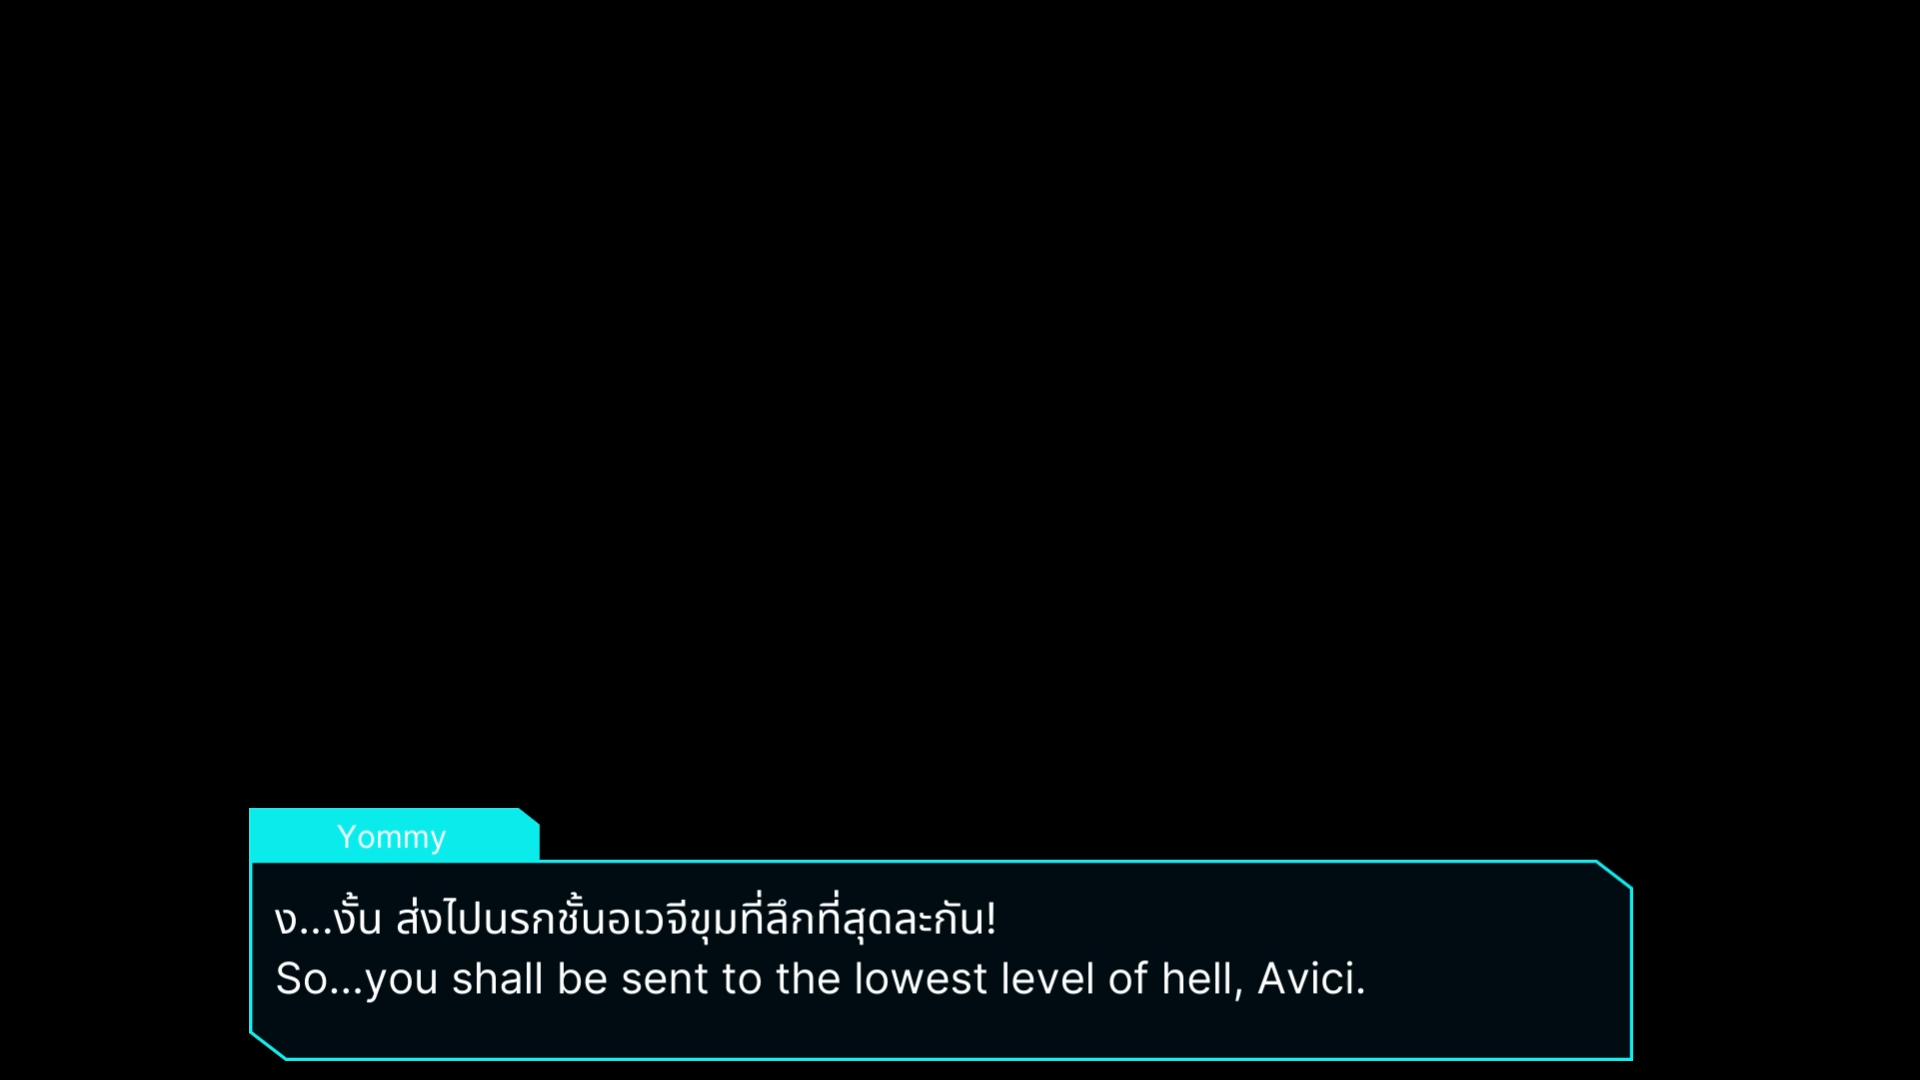 Yommy
ง...งั้น ส่งไปนรกชั้นอเวจีขุมที่ลึกที่สุดละกัน!
So...you shall be sent to the lowest level of hell, Avici.